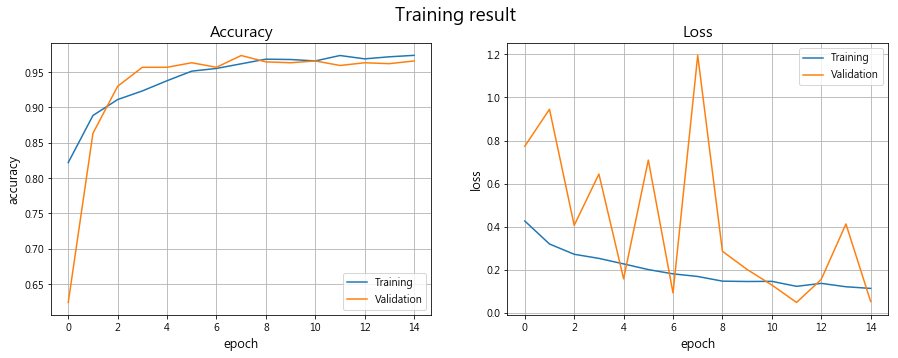 Training result
Accuracy
accuracy
0.95
0.90
0.85
0.80
0.75
0.70
0.65
0 2 4 6 8 10 12 14
epoch
Training
Validation
Loss
loss
1.2
1.0
0.8
0.6
0.4
0.2
0.0
0 2 4 6 8 10 12 14
epoch
Training
Validation